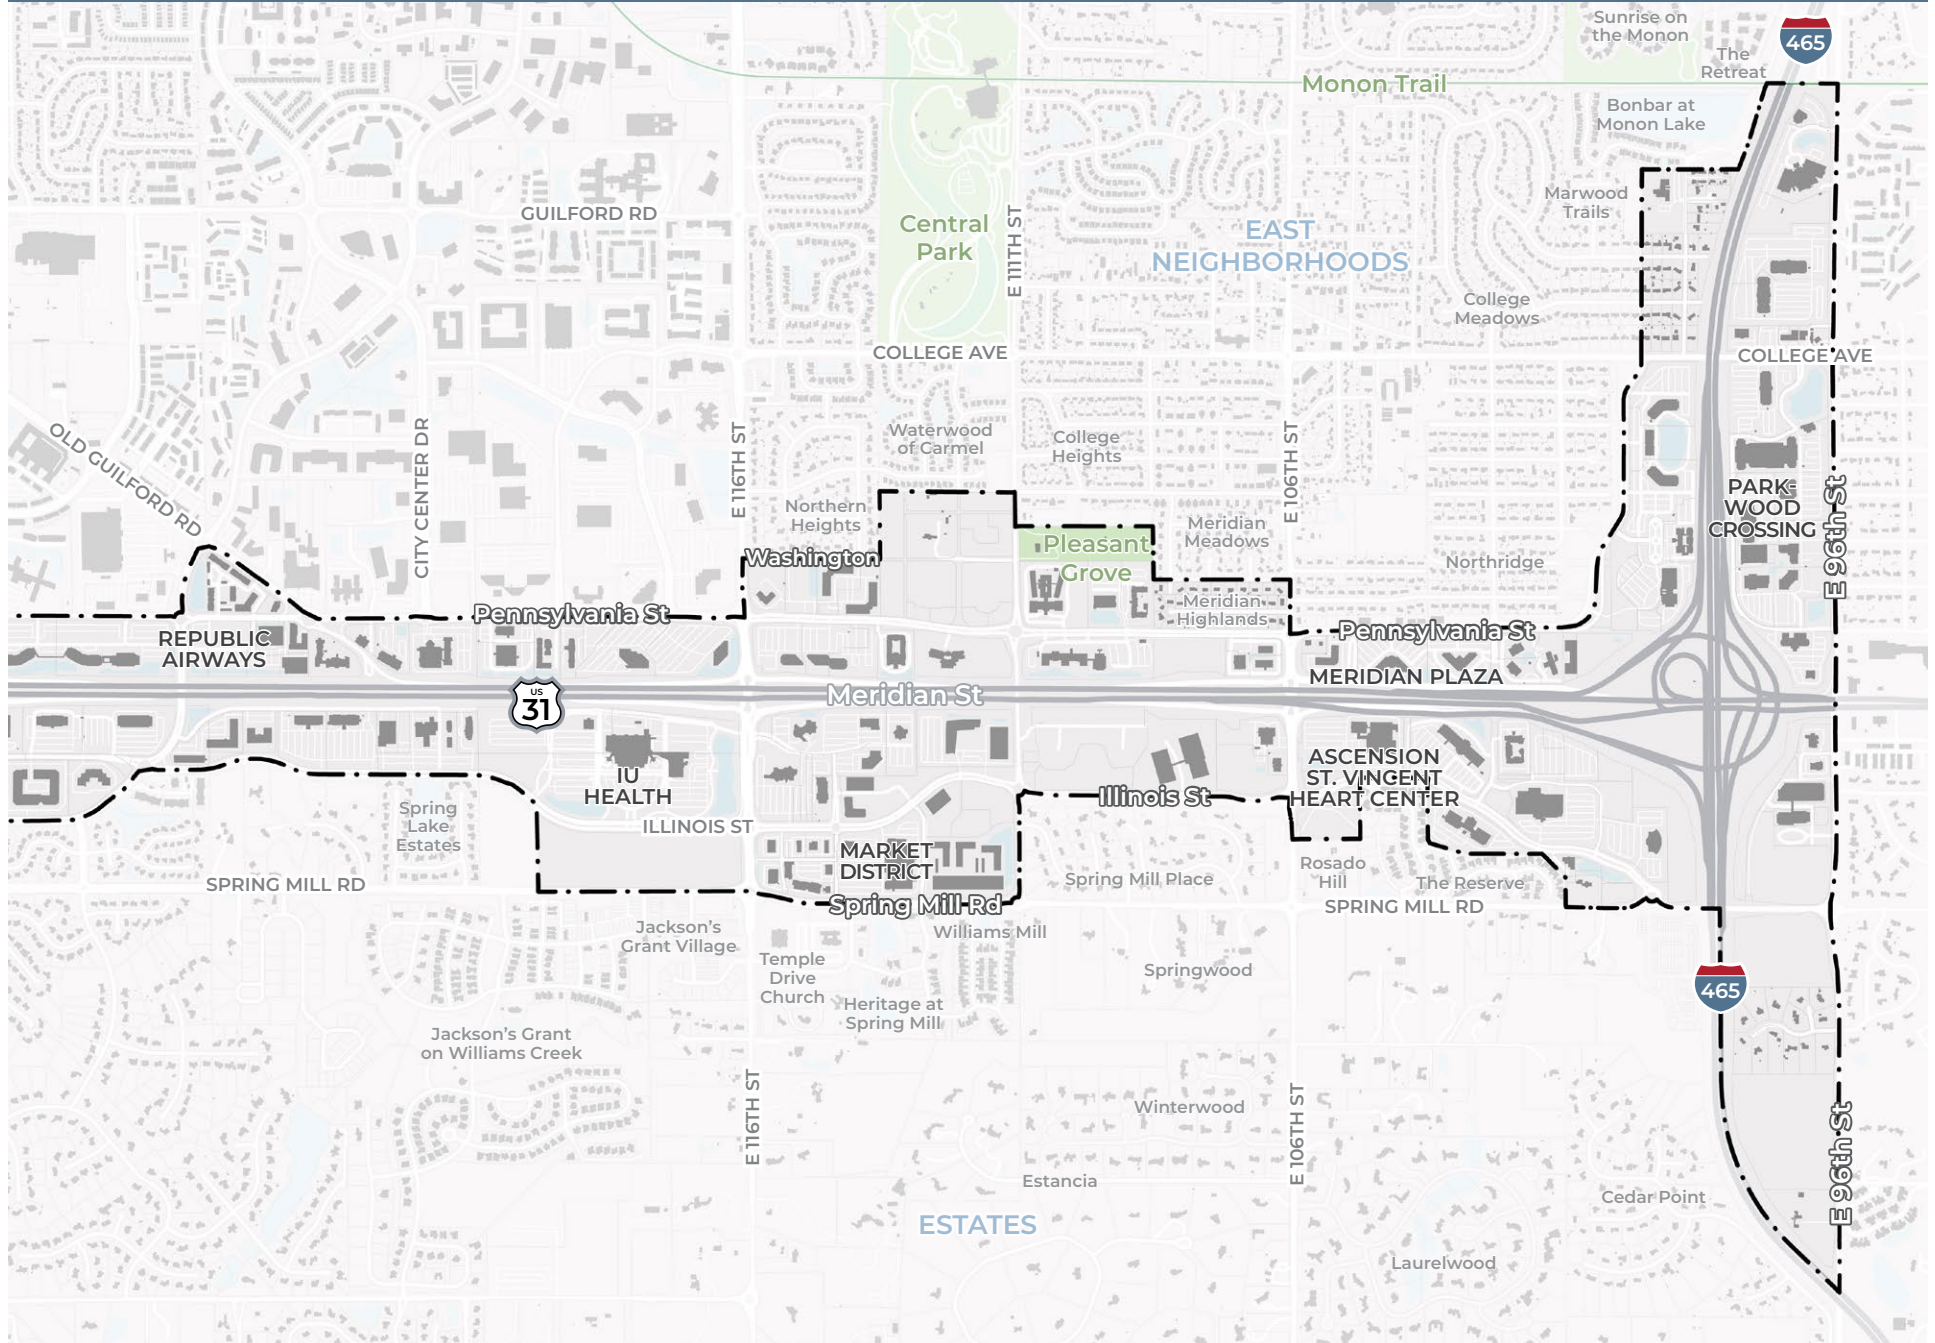 Sunrise on
the Monon
465
The
Retreat
Monon Trail
Bonbar at
Monon Lake
Marwood
Trails
GUILFORD RD
Central
Park
E 111TH ST
EAST
NEIGHBORHOODS
College
Meadows
COLLEGE AVE
COLLEGE AVE
OLD GUILFORD RD
CITY CENTER DR
E 116TH ST
Waterwood
of Carmel
College
Heights
E 106TH ST
PARK-
WOOD
CROSSING
E 96th St
Northern
Heights
Meridian
Meadows
Washington
Pleasant
Grove
Northridge
Meridian
Highlands
Pennsylvania St
Pennsylvania St
REPUBLIC
AIRWAYS
MERIDIAN PLAZA
US
31
Meridian St
IU
HEALTH
ASCENSION
ST. VINCENT
HEART CENTER
Illinois St
Spring
Lake
Estates
ILLINOIS ST
MARKET
DISTRICT
Rosado
Hill
The Reserve
Spring Mill Place
SPRING MILL RD
Spring Mill Rd
SPRING MILL RD
Jackson's
Grant Village
Williams Mill
Temple
Drive
Church
Springwood
465
Heritage at
Spring Mill
Jackson's Grant
on Williams Creek
E 116TH ST
Winterwood
E 106TH ST
E 96th St
Estancia
Cedar Point
ESTATES
Laurelwood